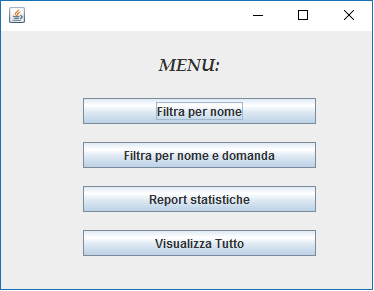 MENU:
Filtra per nome
Filtra per nome e domanda
Report statistiche
Visualizza Tutto